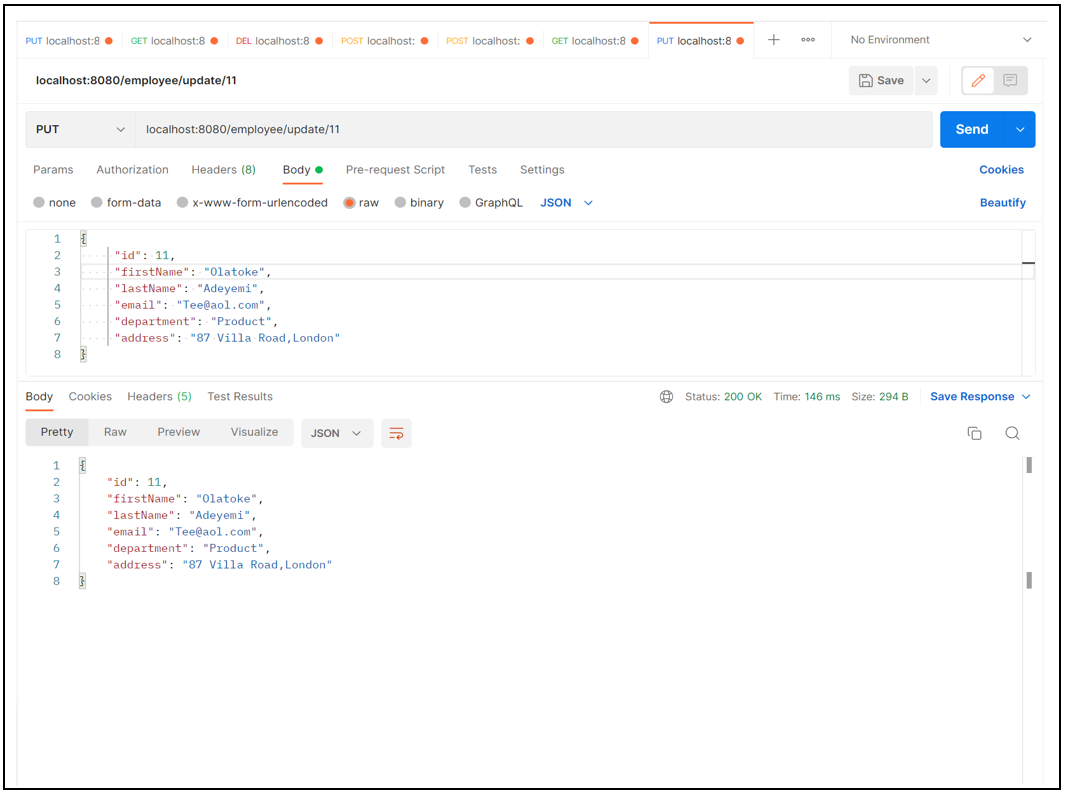 PUT localhost:8 GET localhost:8 DEL localhost:8 POST localhost: POST localhost: GET localhost:8 PUT localhost:8 No Environment
localhost:8080/employee/update/11 Save
PUT localhost:8080/employee/update/11 Send
Params Authorization Headers (8) Body Pre-request Script Tests Settings Cookies
none form-data x-www-form-urlencoded raw binary GraphQL JSON Beautify
1 {
2 "id": 11,
3 "firstName": "Olatoke",
4 "lastName": "Adeyemi",
5 "email": "Tee@aol.com",
6 "department": "Product",
7 "address": "87 Villa Road,London"
8 }
Body Cookies Headers (5) Test Results Status: 200 OK Time: 146 ms Size: 294 B Save Response
Pretty Raw Preview Visualize JSON
1 {
2 "id": 11,
3 "firstName": "Olatoke",
4 "lastName": "Adeyemi",
5 "email": "Tee@aol.com",
6 "department": "Product",
7 "address": "87 Villa Road,London"
8 }